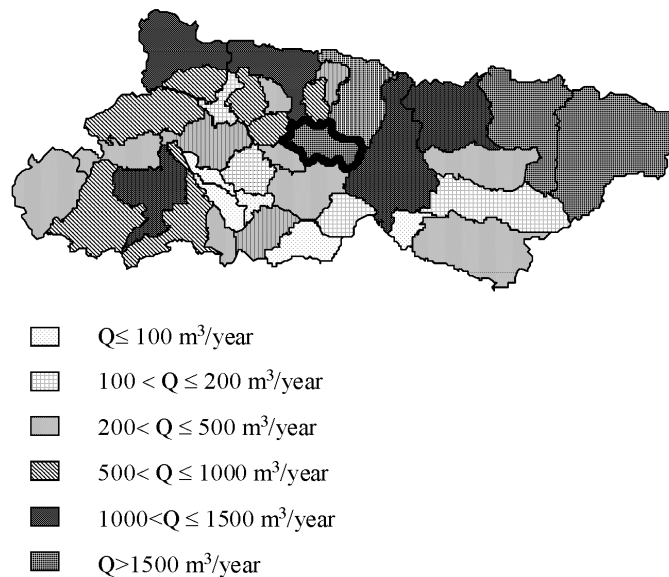 Q≤ 100 m³/year
100 < Q ≤ 200 m³/year
200< Q ≤ 500 m³/year
500< Q ≤ 1000 m³/year
1000<Q ≤ 1500 m³/year
Q>1500 m³/year